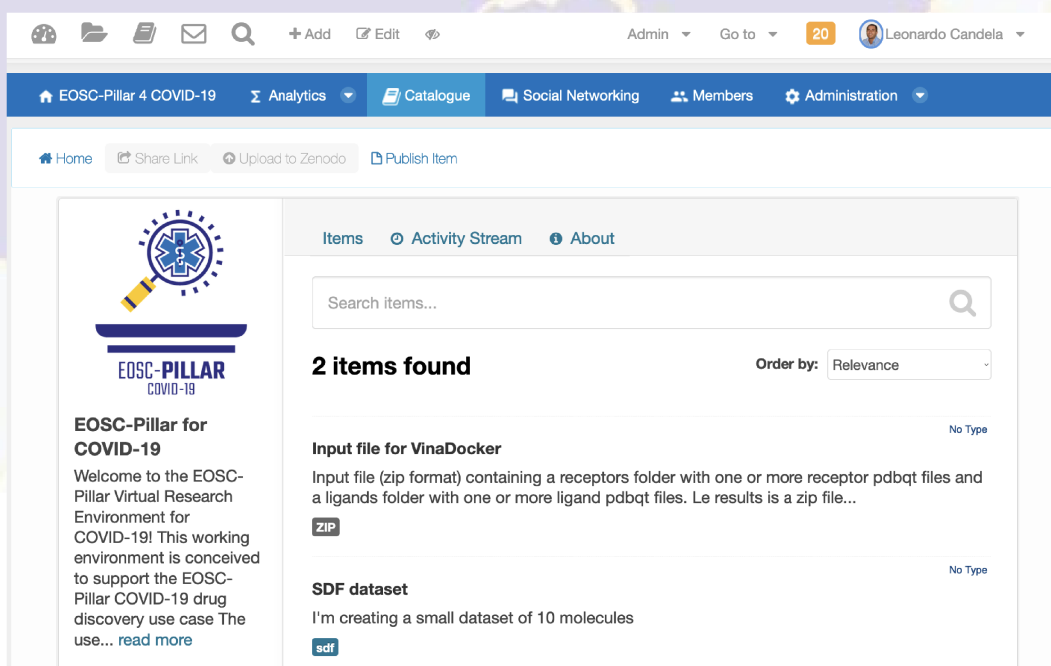 Add Edit Admin Go to 20 Leonardo Candela
EOSC-Pillar 4 COVID-19 Analytics Catalogue Social Networking Members Administration
Home Share Link Upload to Zenodo Publish Item
EOSC-PILLAR
COVID-19
EOSC-Pillar for
COVID-19
Welcome to the EOSC-
Pillar Virtual Research
Environment for
COVID-19! This working
environment is conceived
to support the EOSC-
Pillar COVID-19 drug
discovery use case The
use... read more
Items Activity Stream About
Search items...
2 items found
Order by: Relevance
No Type
Input file for VinaDocker
Input file (zip format) containing a receptors folder with one or more receptor pdbqt files and
a ligands folder with one or more ligand pdbqt files. Le results is a zip file...
ZIP
No Type
SDF dataset
I'm creating a small dataset of 10 molecules
sdf